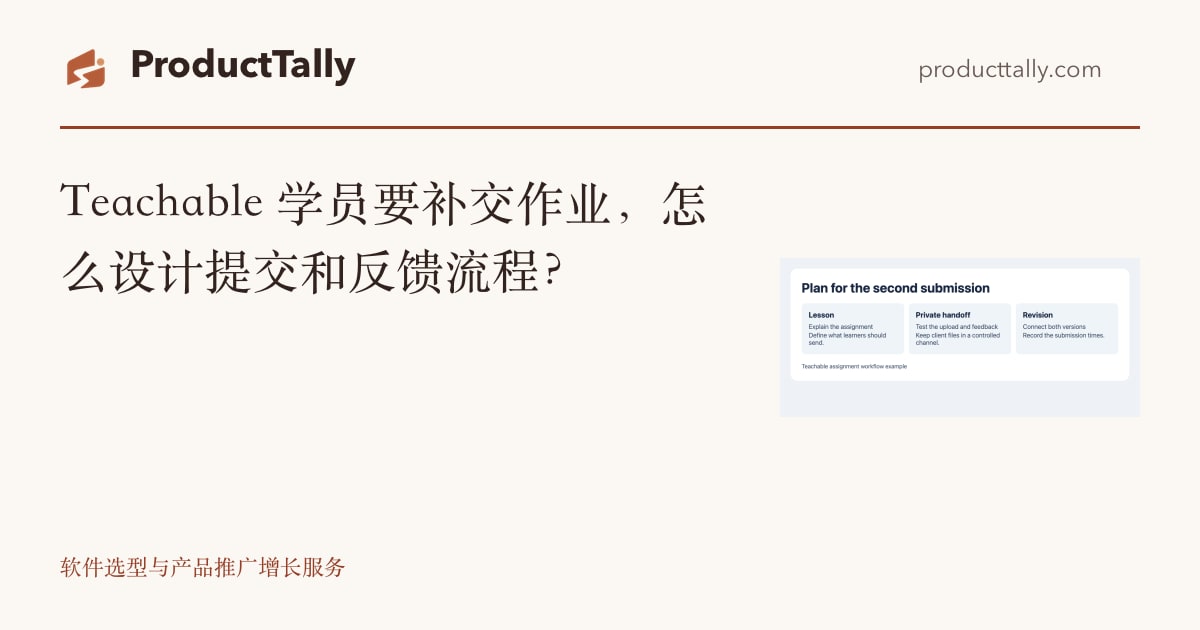 ProductTally
producttally.com
Teachable 学员要补交作业，怎
么设计提交和反馈流程？
Plan for the second submission
Lesson
Explain the assignment
Define what learners should
send.
Private handoff
Test the upload and feedback
Keep client files in a controlled
channel.
Revision
Connect both versions
Record the submission times.
Teachable assignment workflow example
软件选型与产品推广增长服务